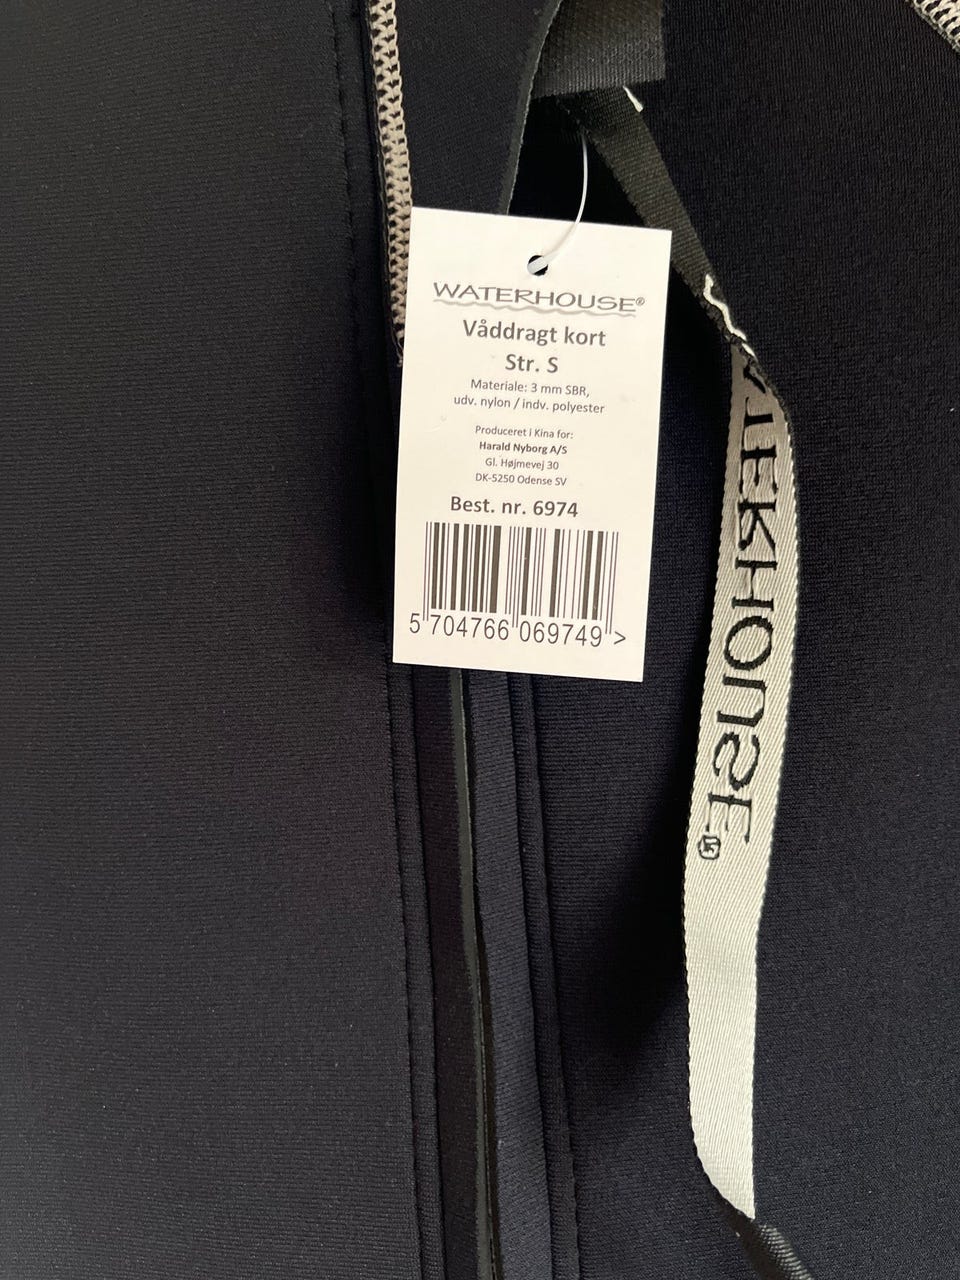 WATERHOUSE®
Våddragt kort
Str. S
Materiale: 3 mm SBR,
udv. nylon / indv. polyester
Produceret i Kina for:
Harald Nyborg A/S
Gl. Højmevej 30
DK-5250 Odense SV
Best. nr. 6974
5 704766 069749 >
WATERHOUSE®